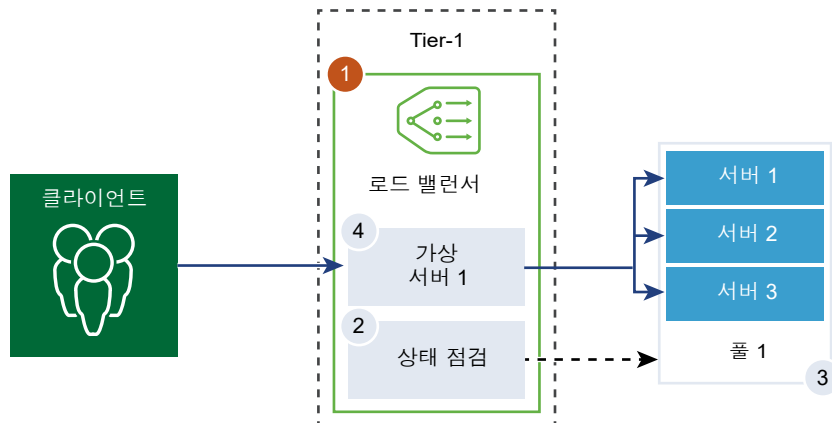 Tier-1
1
로드 밸런서
클라이언트
4
가상
서버 1
2
상태 점검
서버 1
서버 2
서버 3
풀 1
3